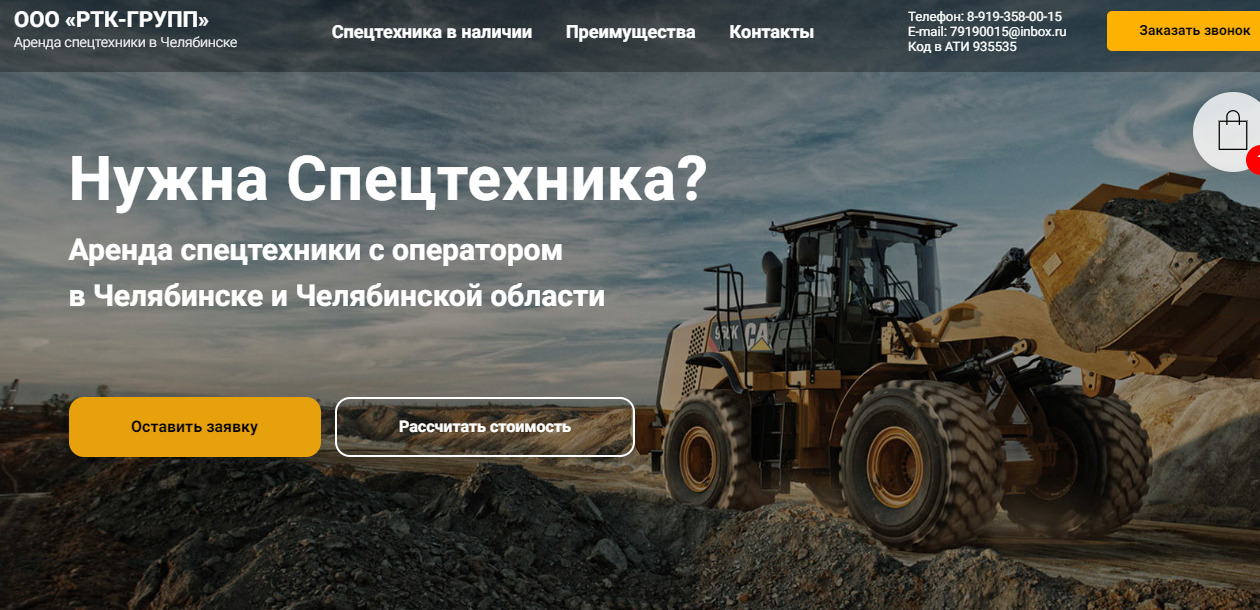 ООО «РТК-ГРУПП»
Аренда спецтехники в Челябинске
Спецтехника в наличии
Преимущества
Контакты
Телефон: 8-919-358-00-15
E-mail: 79190015@inbox.ru
Код в АТИ 935535
Заказать звонок
Нужна Спецтехника?
Аренда спецтехники с оператором
в Челябинске и Челябинской области
Оставить заявку
Рассчитать стоимость